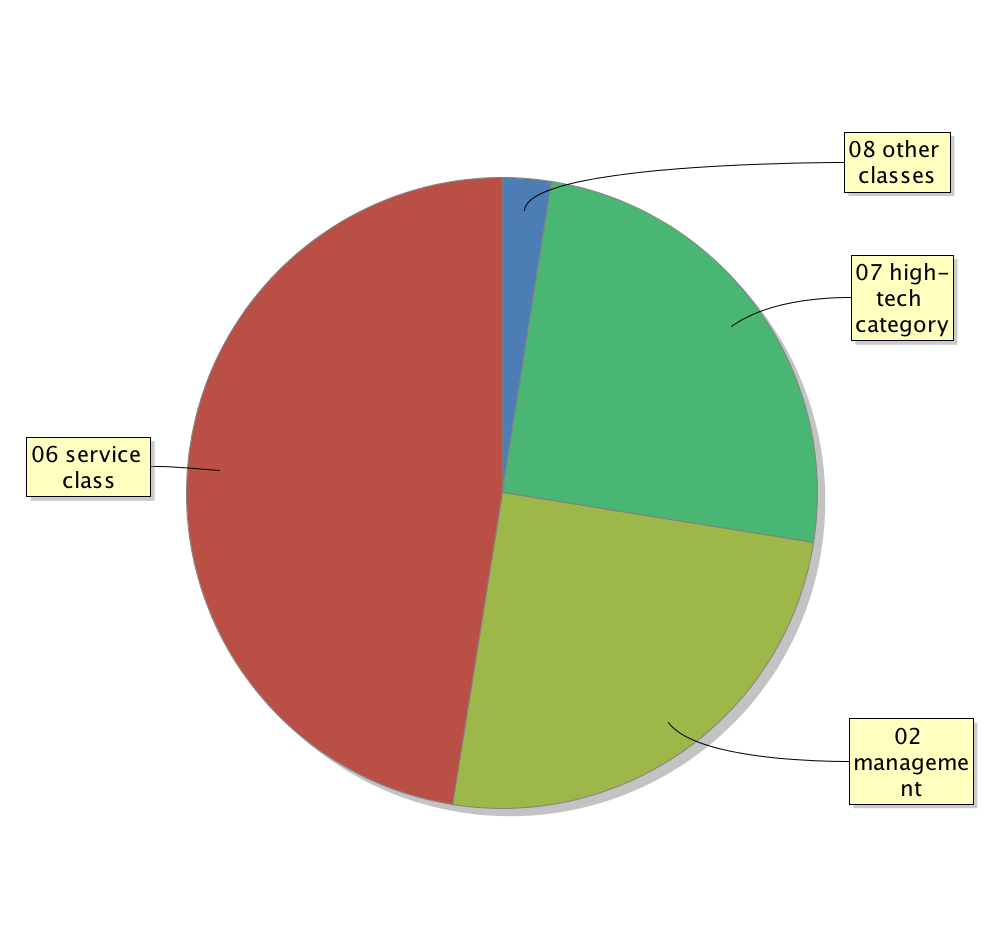 08 other
classes
07 high-
tech
category
06 service
class
02
manageme
nt